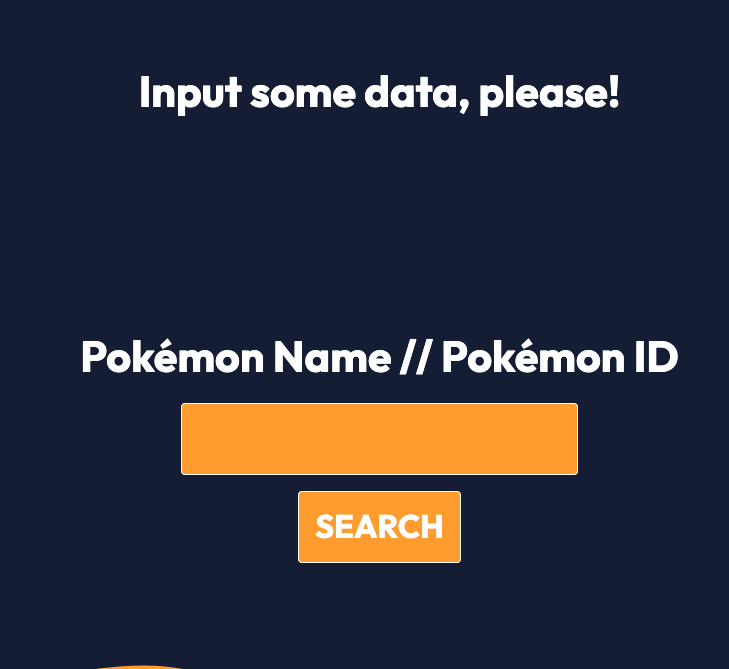 Input some data, please!
Pokémon Name // Pokémon ID
SEARCH